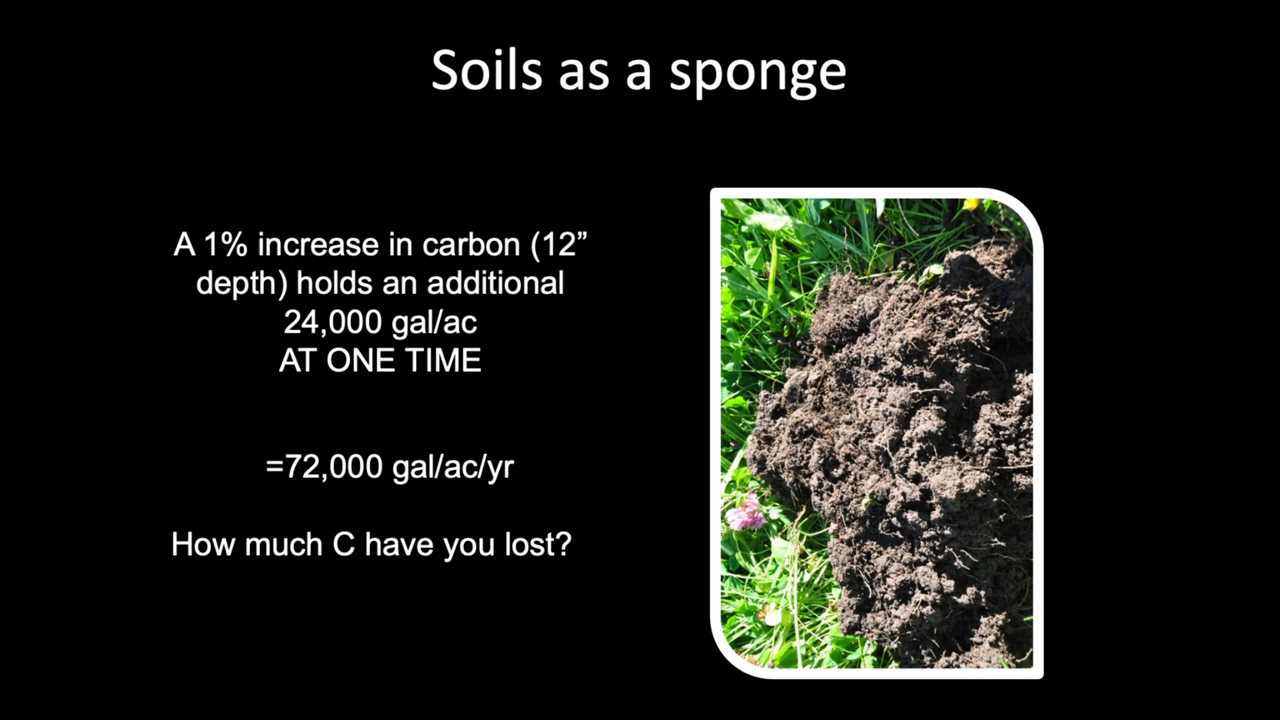 Soils as a sponge
A 1% increase in carbon (12”
depth) holds an additional
24,000 gal/ac
AT ONE TIME
=72,000 gal/ac/yr
How much C have you lost?